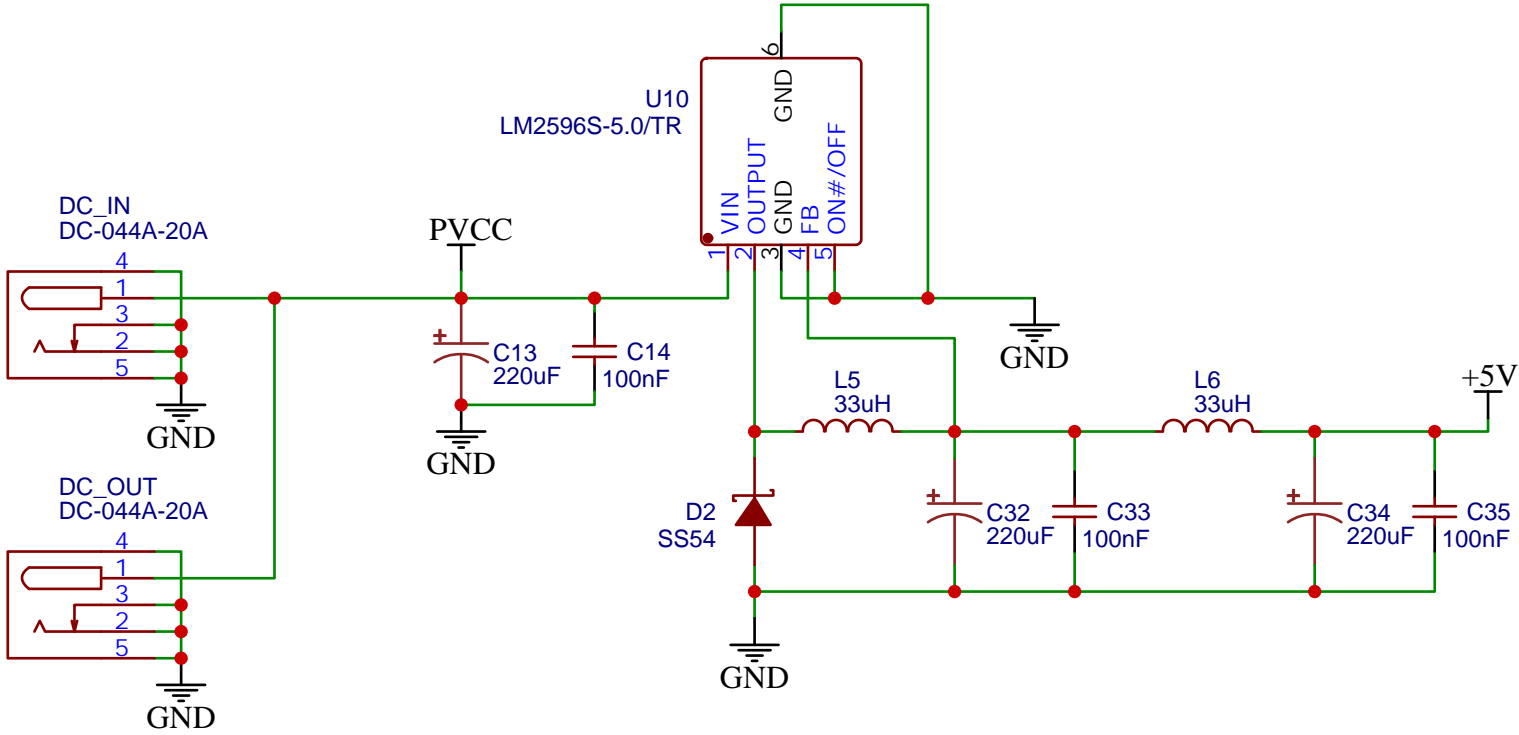 U10
LM2596S-5.0/TR
6
GND
VIN
OUTPUT
GND
FB
ON#/OFF
1
2
3
4
5
DC_IN
DC-044A-20A
4
1
3
2
5
GND
PVCC
+
C13
220uF
C14
100nF
GND
GND
DC_OUT
DC-044A-20A
4
1
3
2
5
GND
L5
33uH
L6
33uH
+5V
D2
SS54
+
C32
220uF
C33
100nF
+
C34
220uF
C35
100nF
GND